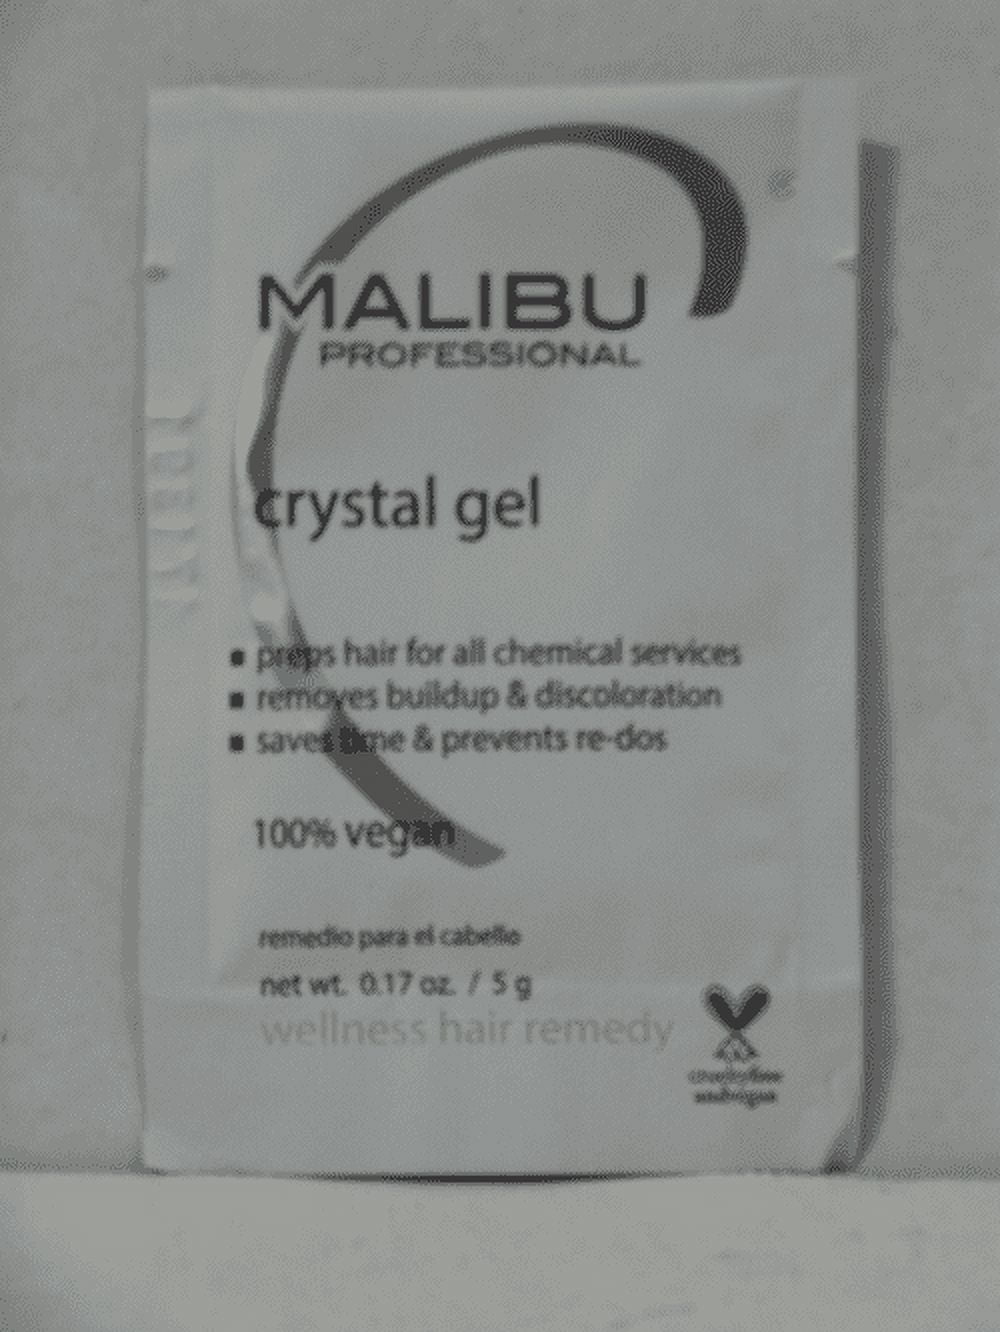 MALIBU
PROFESSIONAL
crystal gel
▪ preps hair for all chemical services
▪ removes buildup & discoloration
▪ saves time & prevents re-dos
100% vegan
remedio para el cabello
net wt. 0.17 oz. / 5 g
wellness hair remedy